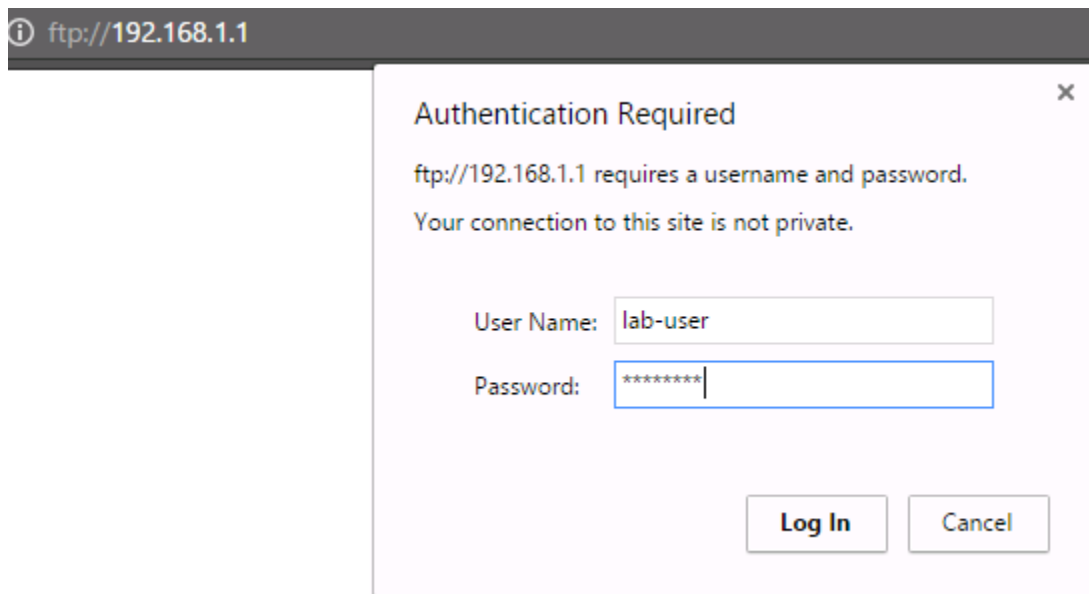 ftp://192.168.1.1
Authentication Required
ftp://192.168.1.1 requires a username and password.
Your connection to this site is not private.
User Name: lab-user
Password: ********
Log In Cancel